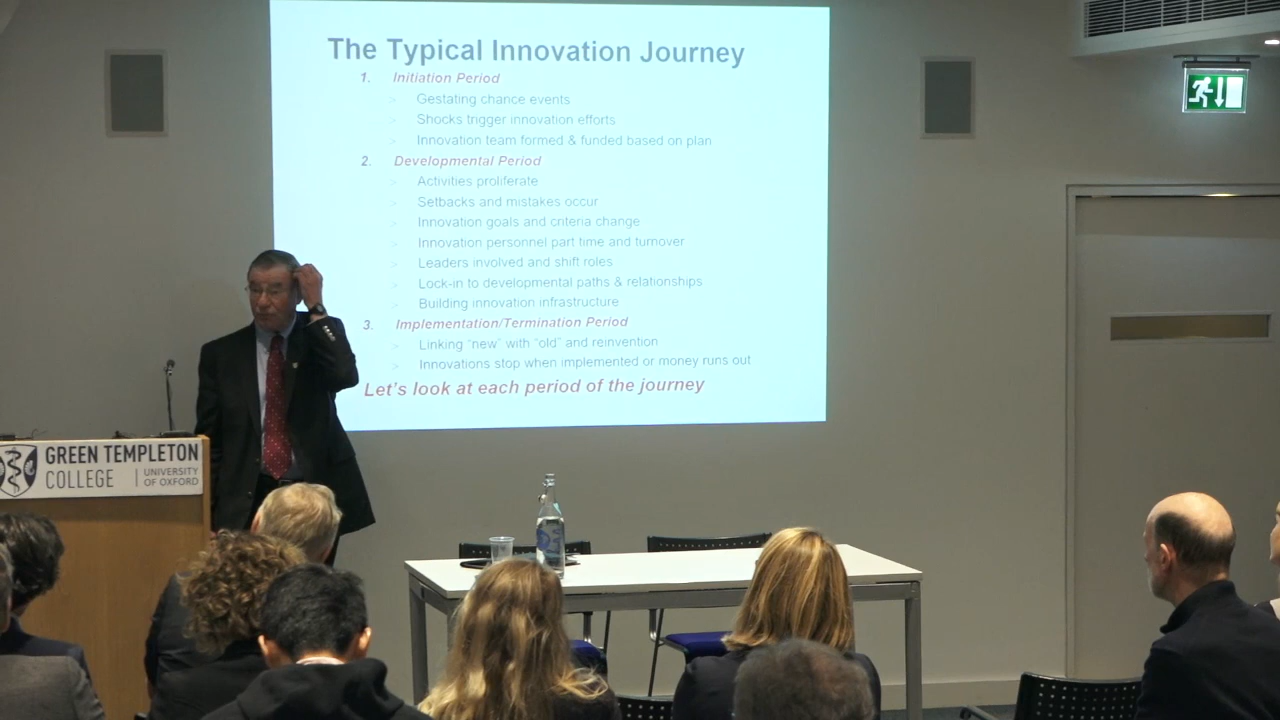 The Typical Innovation Journey
1. Initiation Period
> Gestating chance events
> Shocks trigger innovation efforts
> Innovation team formed & funded based on plan
2. Developmental Period
> Activities proliferate
> Setbacks and mistakes occur
> Innovation goals and criteria change
> Innovation personnel part time and turnover
> Leaders involved and shift roles
> Lock-in to developmental paths & relationships
> Building innovation infrastructure
3. Implementation/Termination Period
> Linking “new” with “old” and reinvention
> Innovations stop when implemented or money runs out
Let’s look at each period of the journey
GREEN TEMPLETON
COLLEGE | UNIVERSITY
OF OXFORD